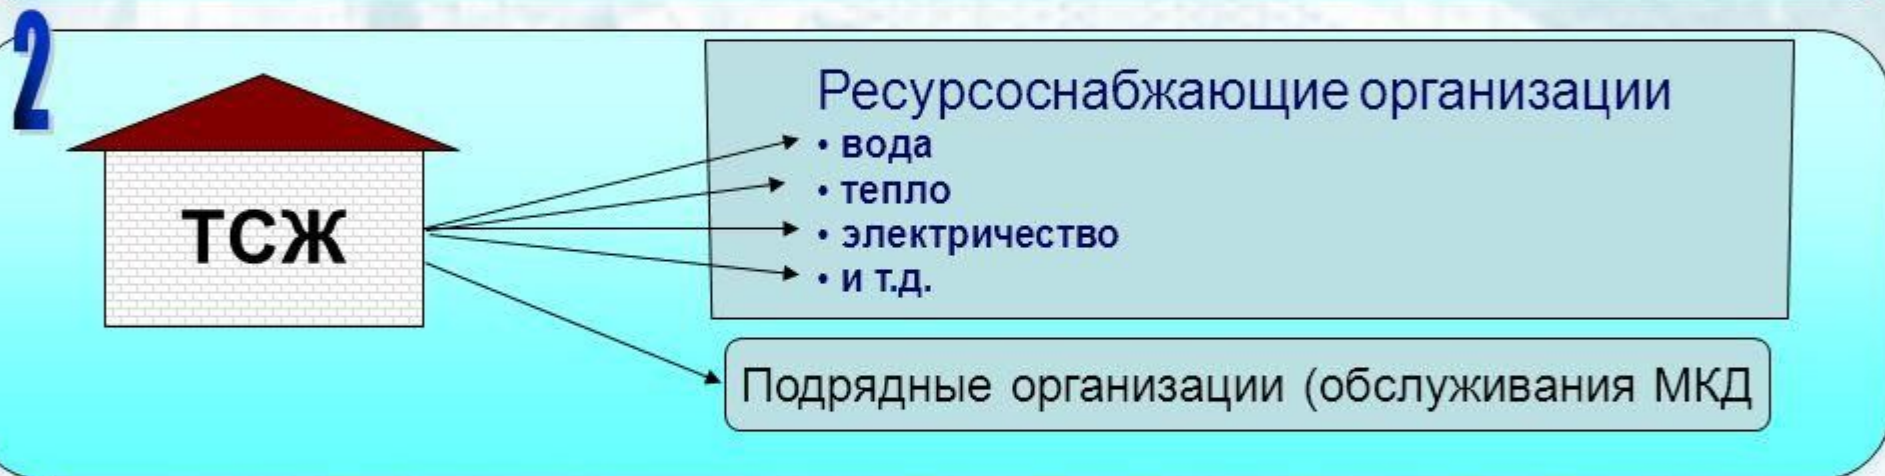 2
ТСЖ
Ресурсоснабжающие организации
• вода
• тепло
• электричество
• и т.д.
Подрядные организации (обслуживания МКД